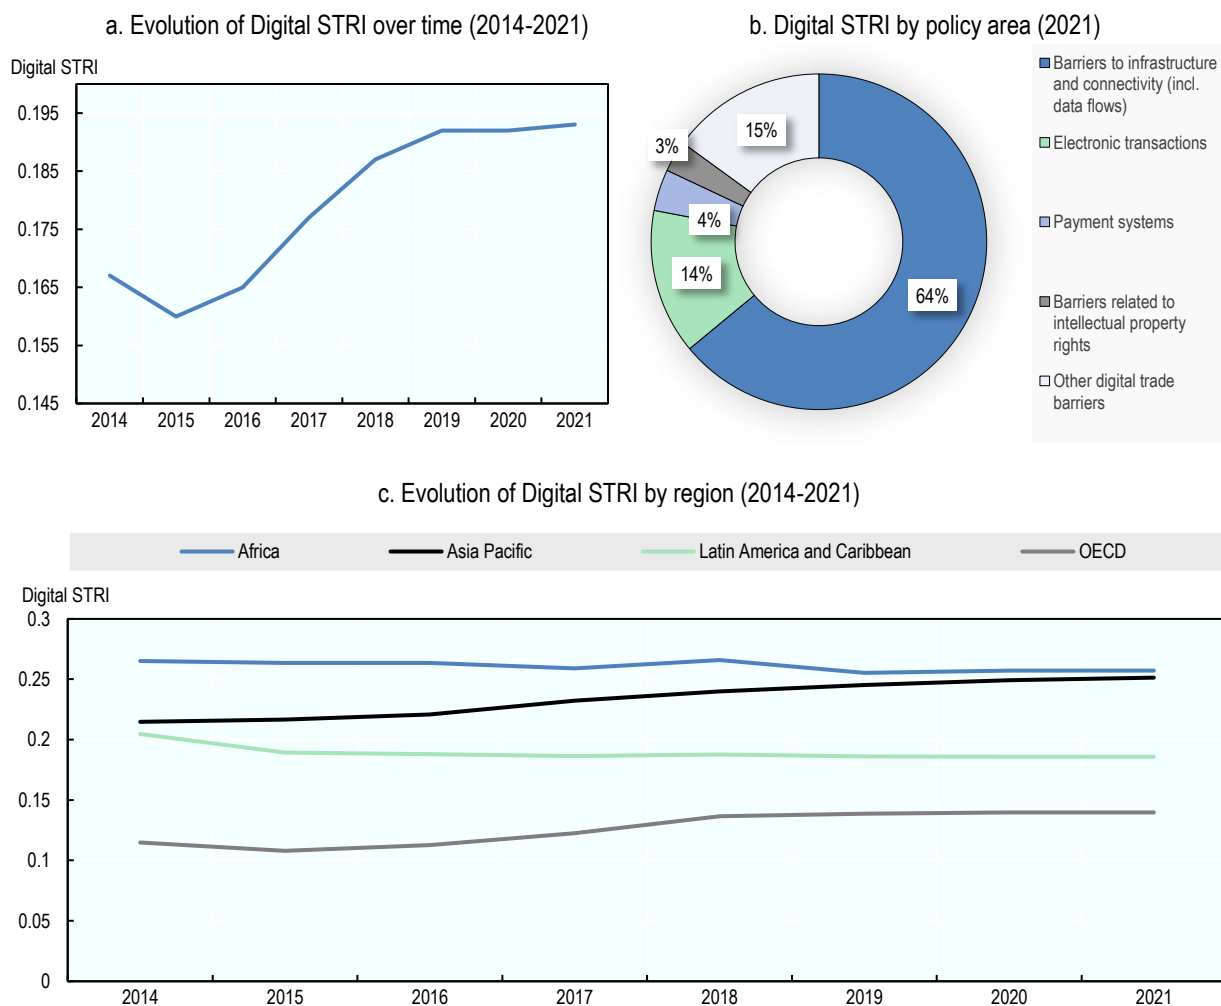 a. Evolution of Digital STRI over time (2014-2021)
Digital STRI
0.195
0.185
0.175
0.165
0.155
0.145
2014 2015 2016 2017 2018 2019 2020 2021
b. Digital STRI by policy area (2021)
15%
3%
4%
14%
64%
Barriers to infrastructure
and connectivity (incl.
data flows)
Electronic transactions
Payment systems
Barriers related to
intellectual property
rights
Other digital trade
barriers
c. Evolution of Digital STRI by region (2014-2021)
Africa Asia Pacific Latin America and Caribbean OECD
Digital STRI
0.3
0.25
0.2
0.15
0.1
0.05
0
2014 2015 2016 2017 2018 2019 2020 2021